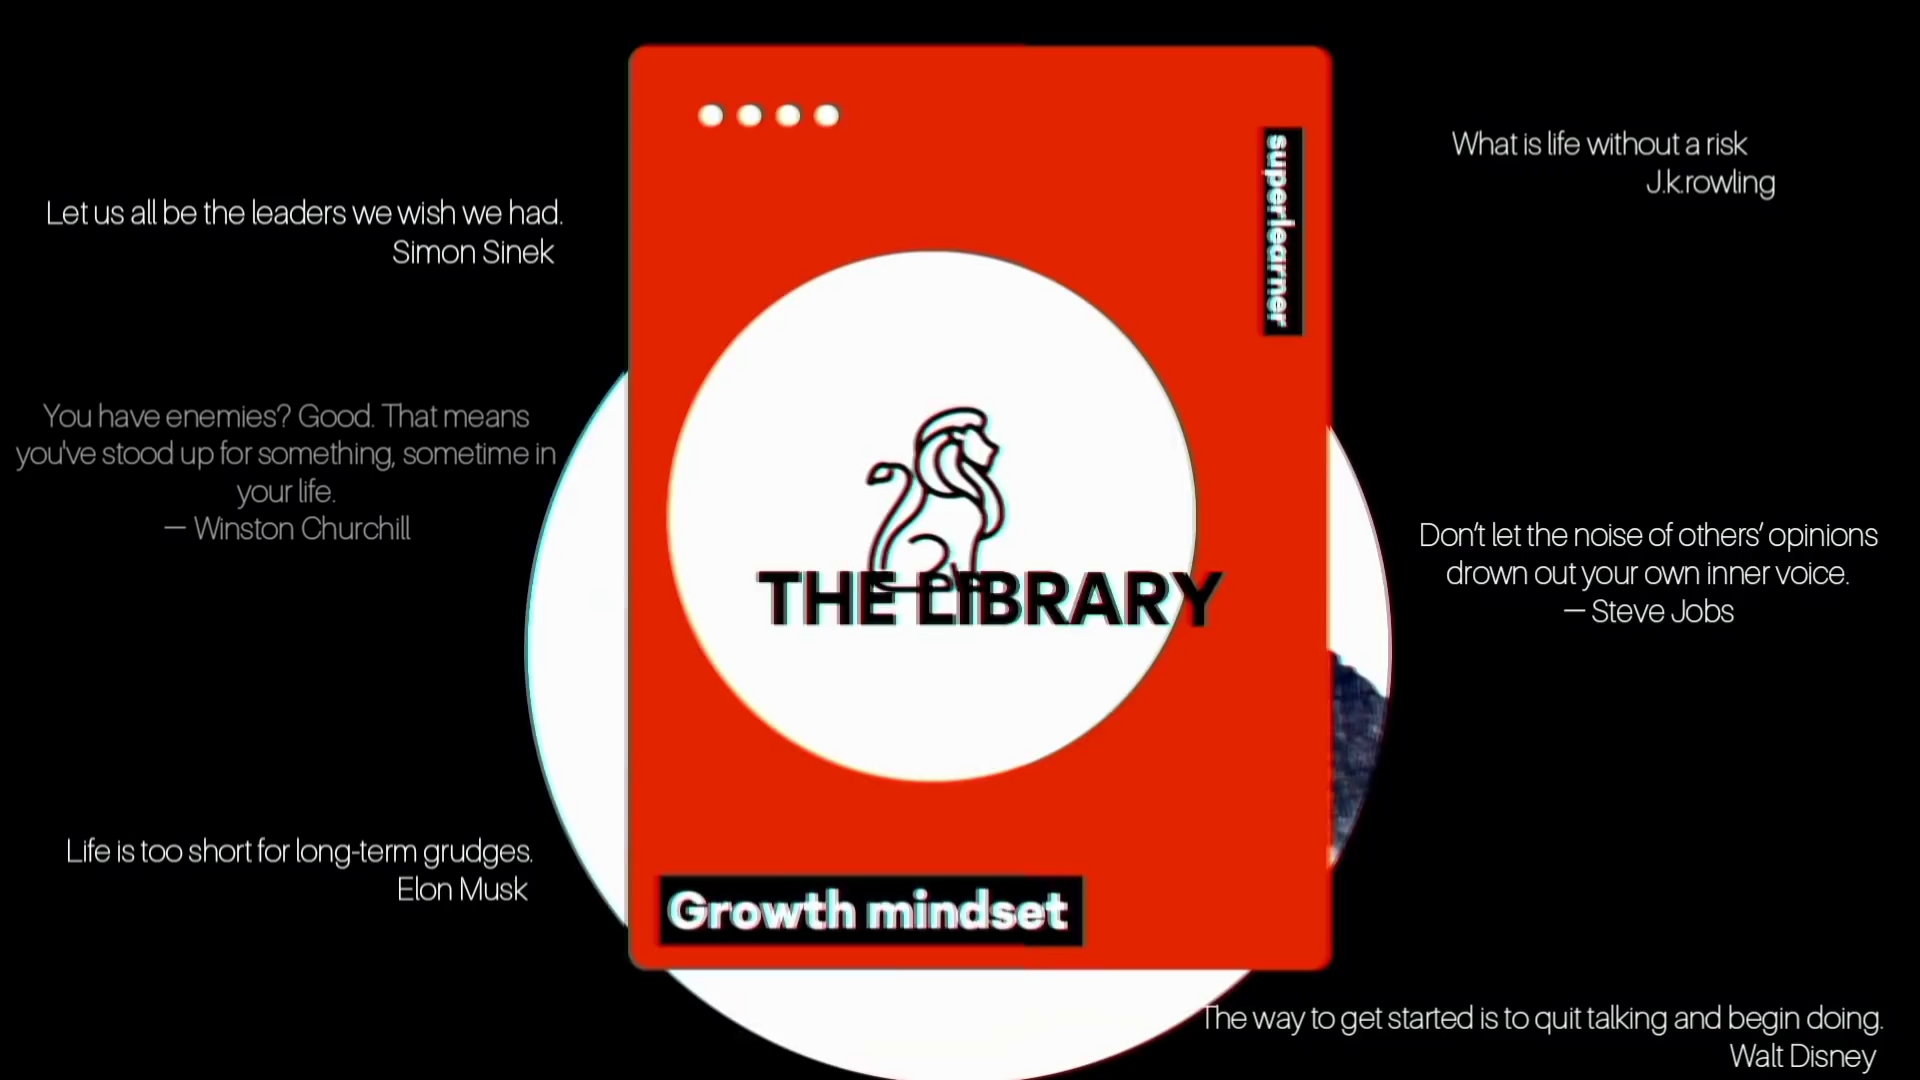 Let us all be the leaders we wish we had.
Simon Sinek
You have enemies? Good. That means
you've stood up for something, sometime in
your life.
— Winston Churchill
Life is too short for long-term grudges.
Elon Musk
superlearner
THE LIBRARY
Growth mindset
What is life without a risk
J.k.rowling
Don’t let the noise of others’ opinions
drown out your own inner voice.
— Steve Jobs
The way to get started is to quit talking and begin doing.
Walt Disney